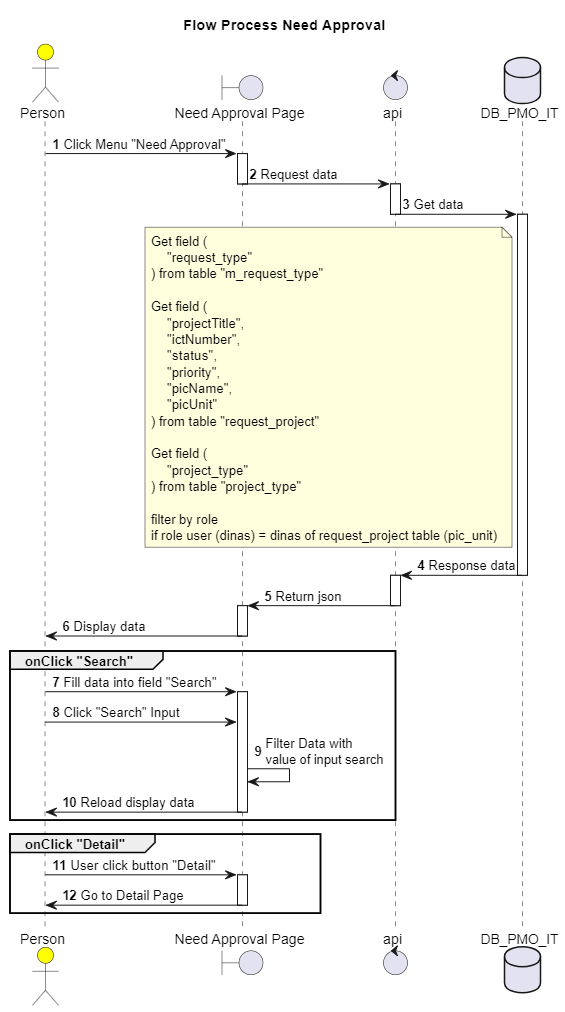 Flow Process Need Approval
Person
Need Approval Page
api
DB_PMO_IT
1 Click Menu "Need Approval"
2 Request data
3 Get data
Get field (
"request_type"
) from table "m_request_type"
Get field (
"projectTitle",
"ictNumber",
"status",
"priority",
"picName",
"picUnit"
) from table "request_project"
Get field (
"project_type"
) from table "project_type"
filter by role
if role user (dinas) = dinas of request_project table (pic_unit)
4 Response data
5 Return json
6 Display data
onClick "Search"
7 Fill data into field "Search"
8 Click "Search" Input
9 Filter Data with
value of input search
10 Reload display data
onClick "Detail"
11 User click button "Detail"
12 Go to Detail Page
Person
Need Approval Page
api
DB_PMO_IT